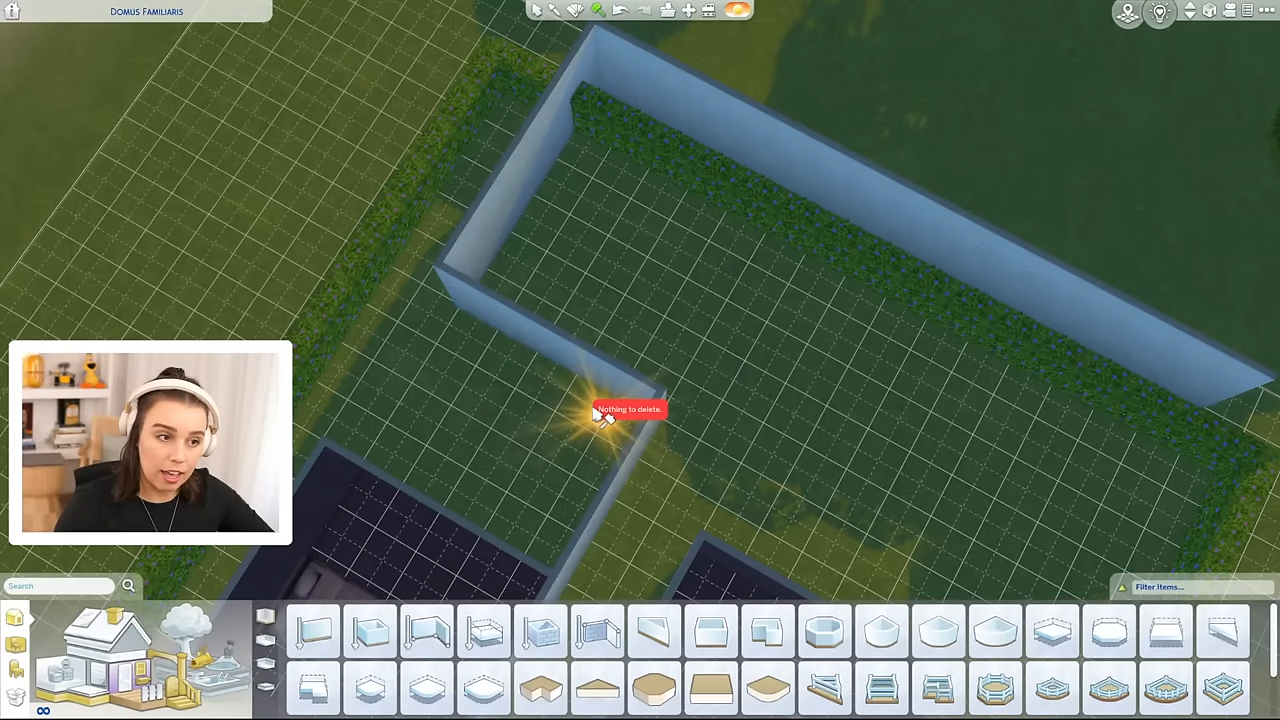 Domus Familiaris
Nothing to delete.
Search
Filter Items...